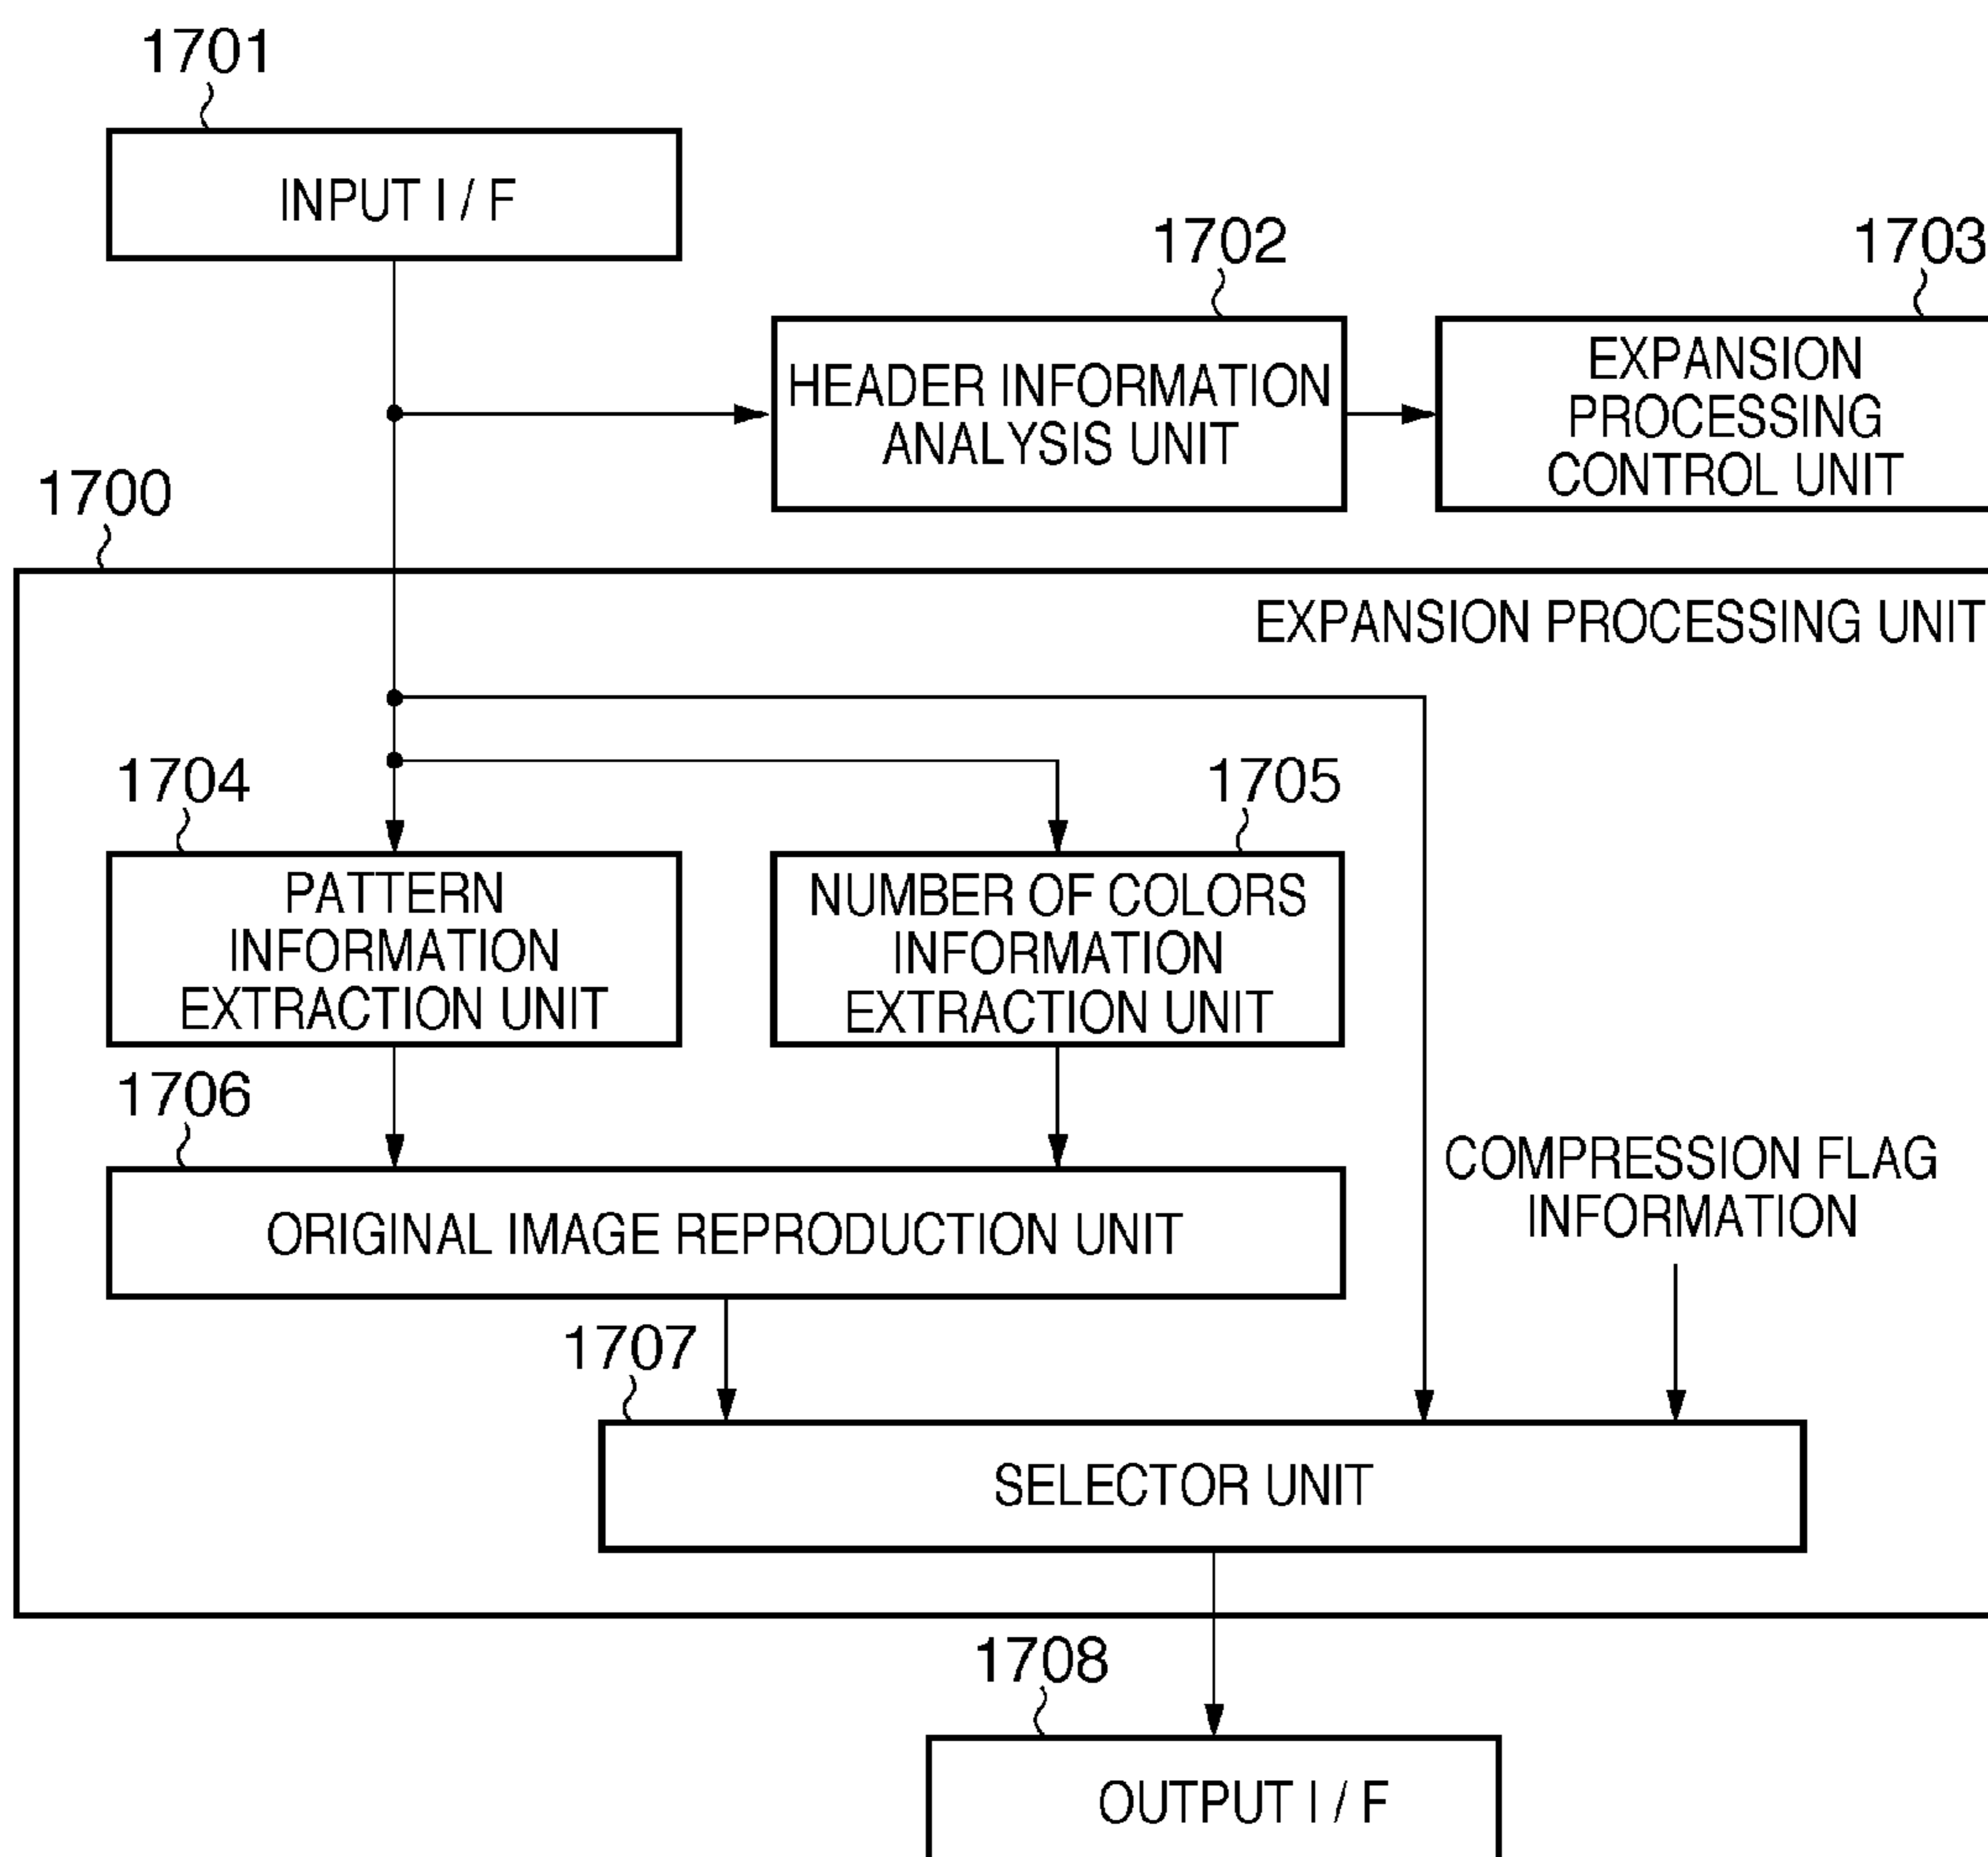 1701
INPUT I / F
1702
HEADER INFORMATION
ANALYSIS UNIT
1703
EXPANSION
PROCESSING
CONTROL UNIT
1700
EXPANSION PROCESSING UNIT
1704
PATTERN
INFORMATION
EXTRACTION UNIT
1705
NUMBER OF COLORS
INFORMATION
EXTRACTION UNIT
1706
ORIGINAL IMAGE REPRODUCTION UNIT
COMPRESSION FLAG
INFORMATION
1707
SELECTOR UNIT
1708
OUTPUT I / F